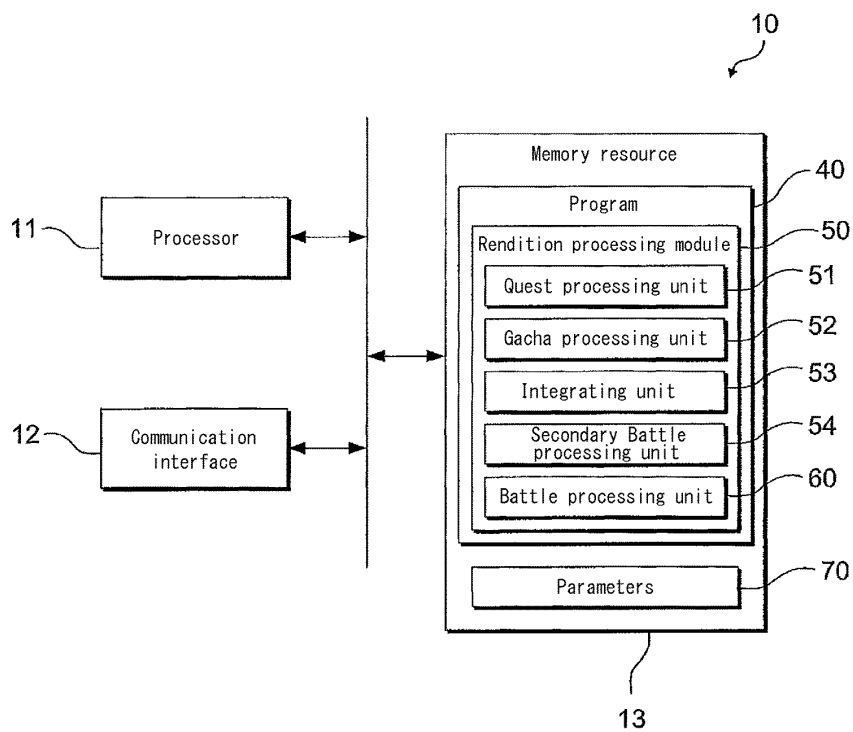 10
Memory resource
40
Program
50
Rendition processing module
11
Processor
51
Quest processing unit
52
Gacha processing unit
53
Integrating unit
12
Communication
interface
54
Secondary Battle
processing unit
60
Battle processing unit
70
Parameters
13